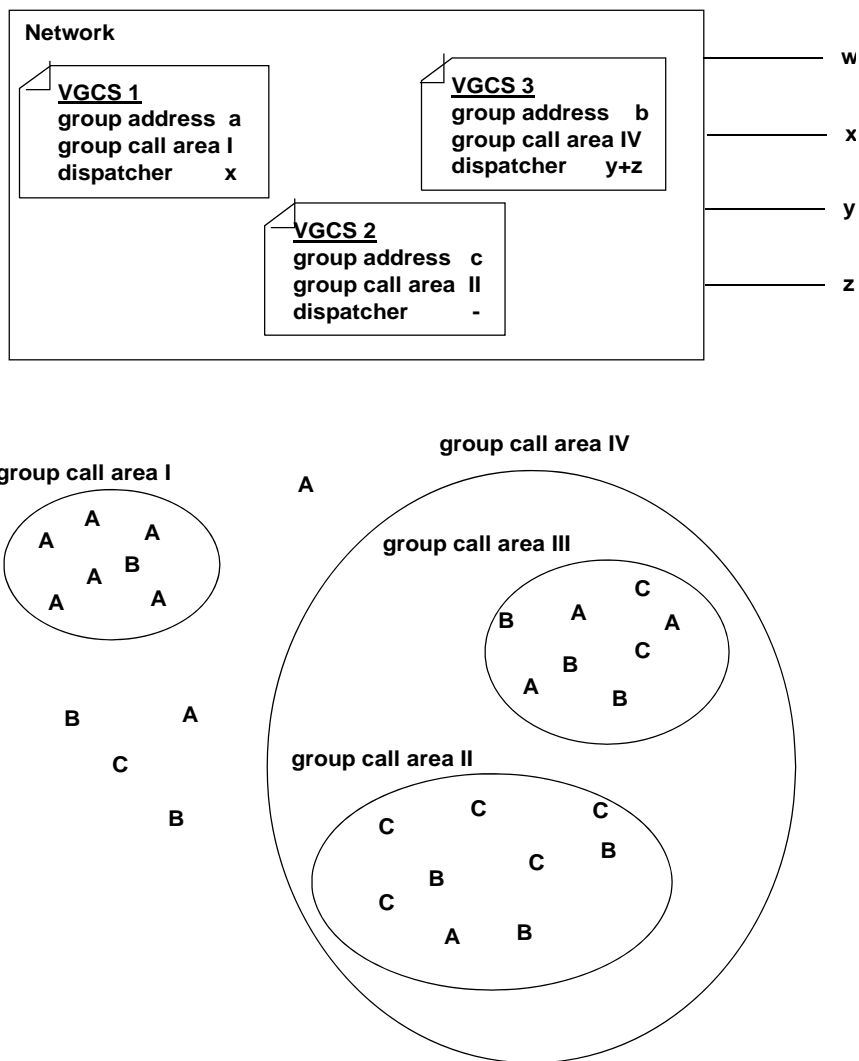 Network
VGCS 1
group address a
group call area I
dispatcher x
VGCS 3
group address b
group call area IV
dispatcher y+z
VGCS 2
group address c
group call area II
dispatcher -
w
x
y
z
group call area IV
group call area I
A
A
A
A
A
B
A
A
group call area III
C
B
A
A
C
B
A
B
B
A
C
B
group call area II
C
C
C
B
C
B
C
A
B